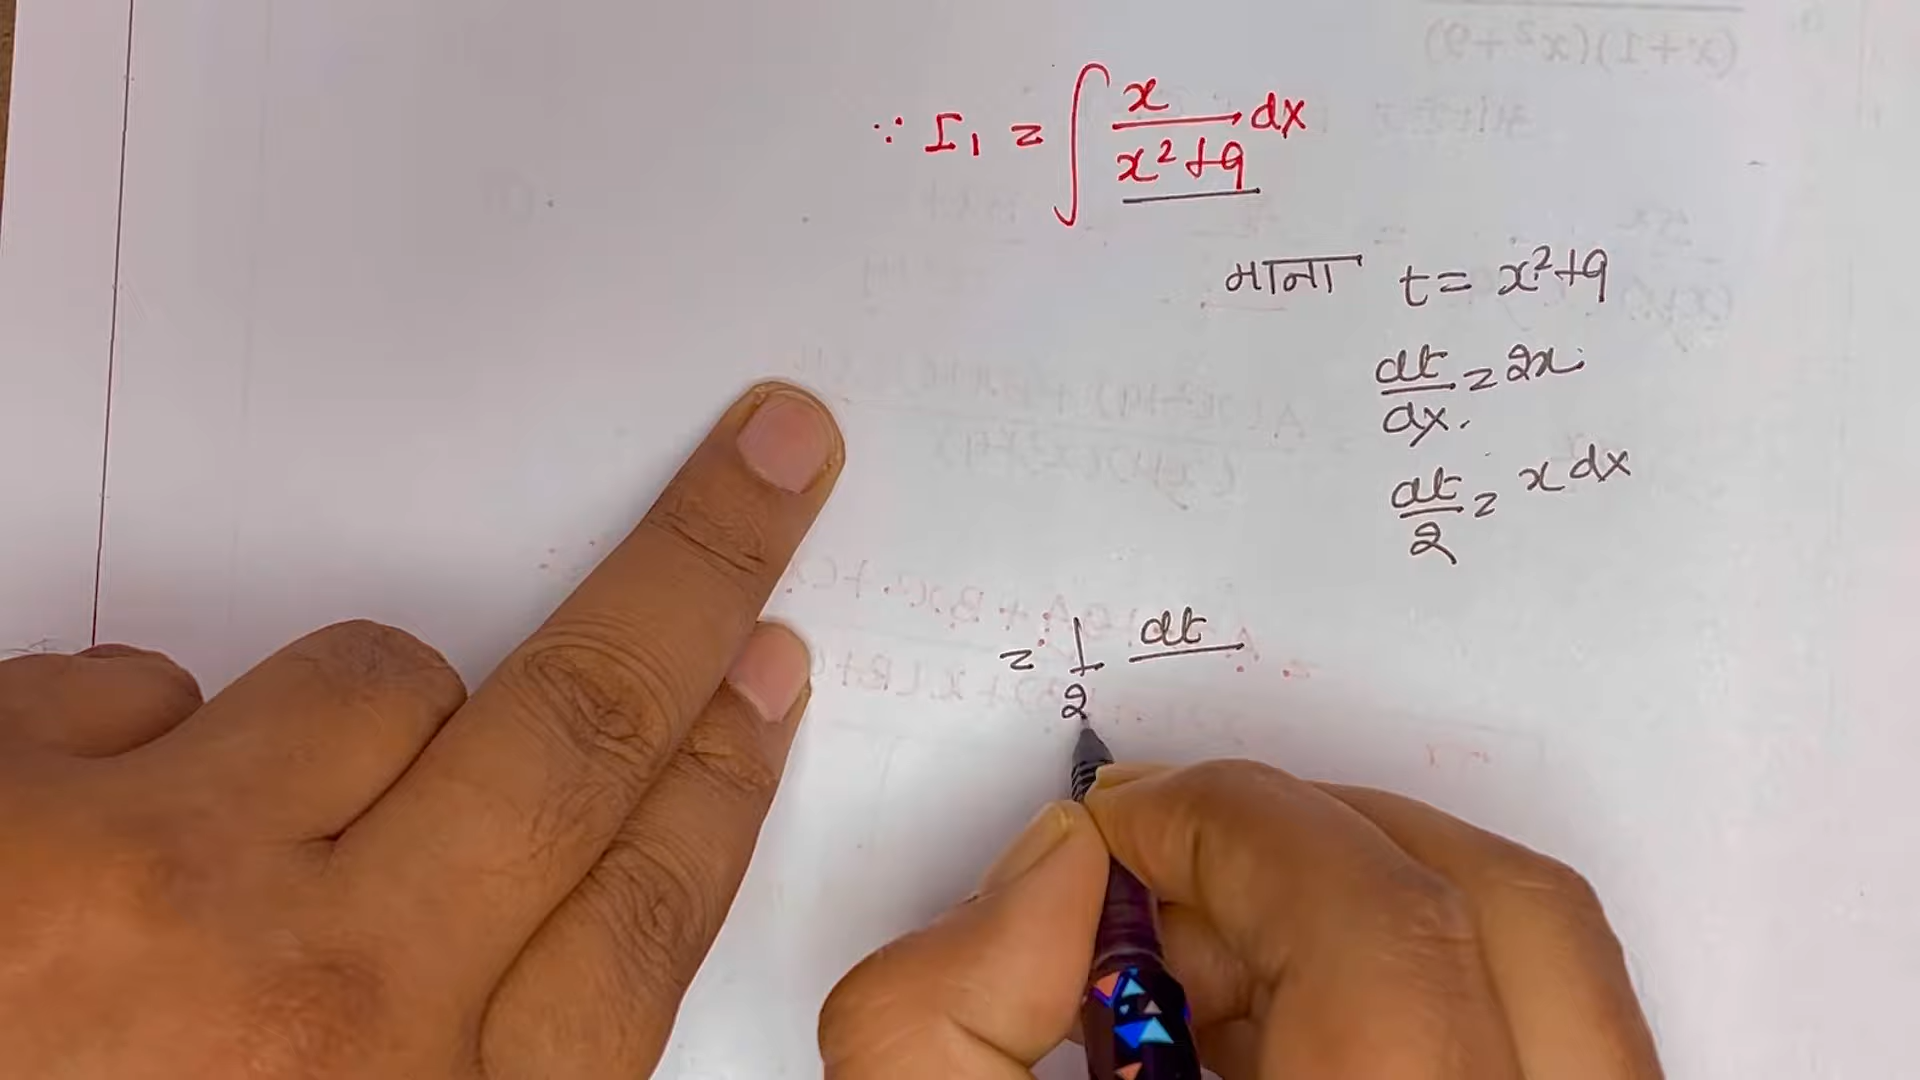 ∵ I₁ = ∫ x/(x²+9) dx
माना t = x²+9
dt/dx = 2x
dt/2 = x dx
= 1/2 dt